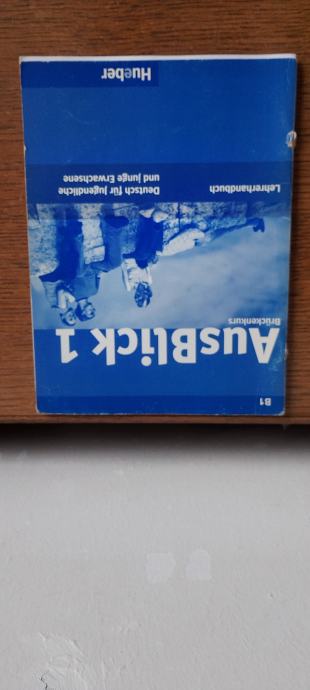 B1
AusBlick 1
Brückenkurs
Lehrerhandbuch
Deutsch für Jugendliche
und junge Erwachsene
Hueber